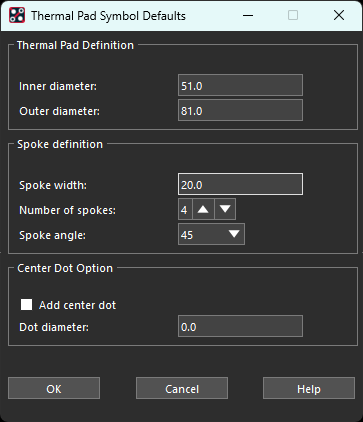 Thermal Pad Symbol Defaults
Thermal Pad Definition
Inner diameter: 51.0
Outer diameter: 81.0
Spoke definition
Spoke width: 20.0
Number of spokes: 4
Spoke angle: 45
Center Dot Option
Add center dot
Dot diameter: 0.0
OK Cancel Help